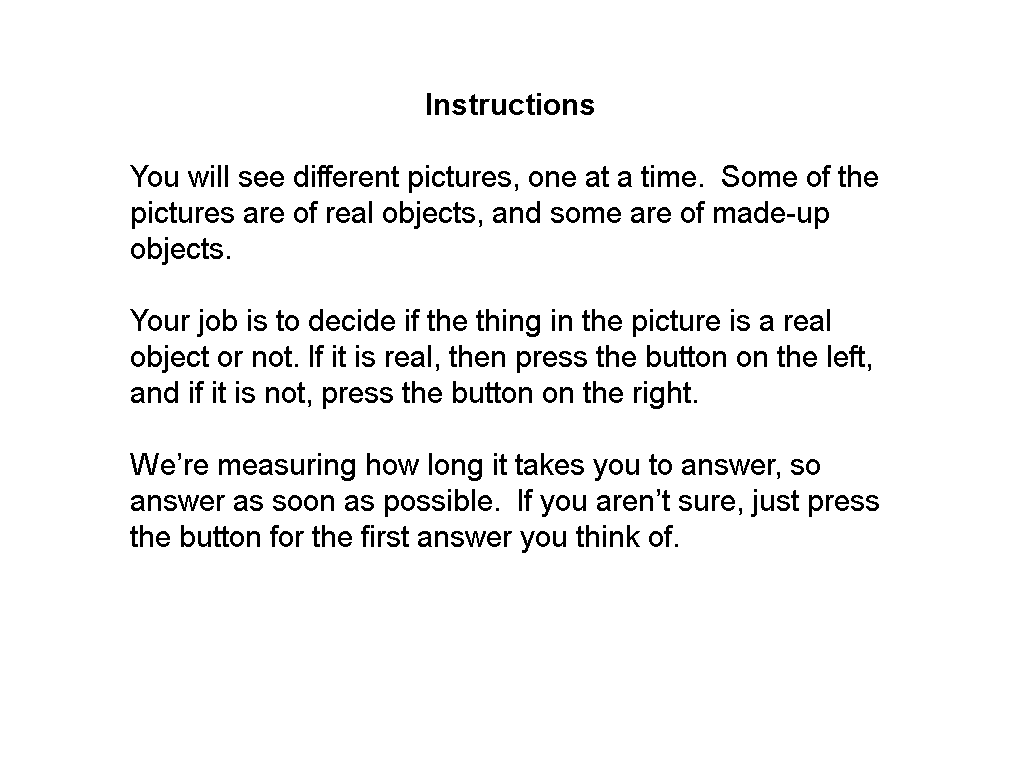 Instructions
You will see different pictures, one at a time.  Some of the
pictures are of real objects, and some are of made-up
objects.
Your job is to decide if the thing in the picture is a real
object or not. If it is real, then press the button on the left,
and if it is not, press the button on the right.
We’re measuring how long it takes you to answer, so
answer as soon as possible.  If you aren’t sure, just press
the button for the first answer you think of.